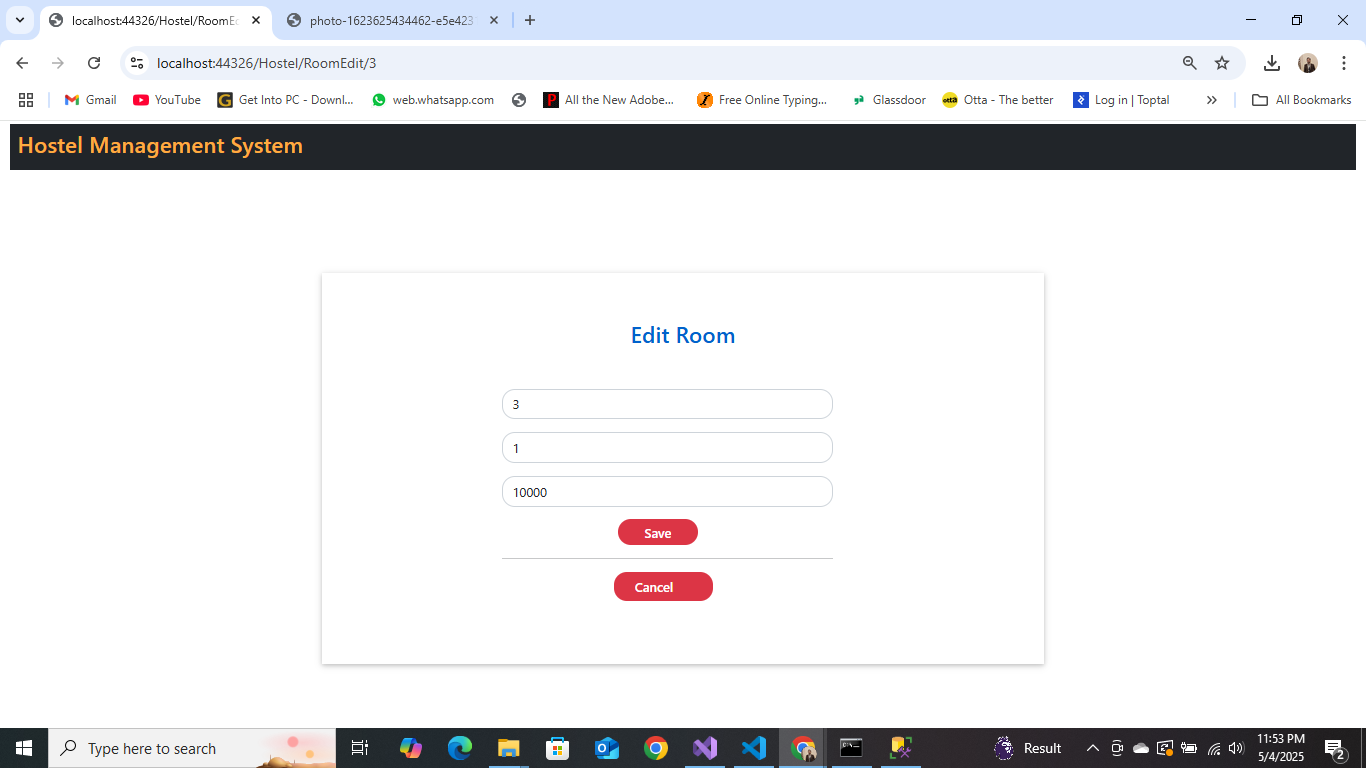 localhost:44326/Hostel/RoomE
photo-1623625434462-e5e423
localhost:44326/Hostel/RoomEdit/3
Gmail
YouTube
Get Into PC - Downl...
web.whatsapp.com
All the New Adobe...
Free Online Typing...
Glassdoor
Otta - The better
Log in | Toptal
All Bookmarks
Hostel Management System
Edit Room
3
1
10000
Save
Cancel
Type here to search
Result
11:53 PM
5/4/2025
2